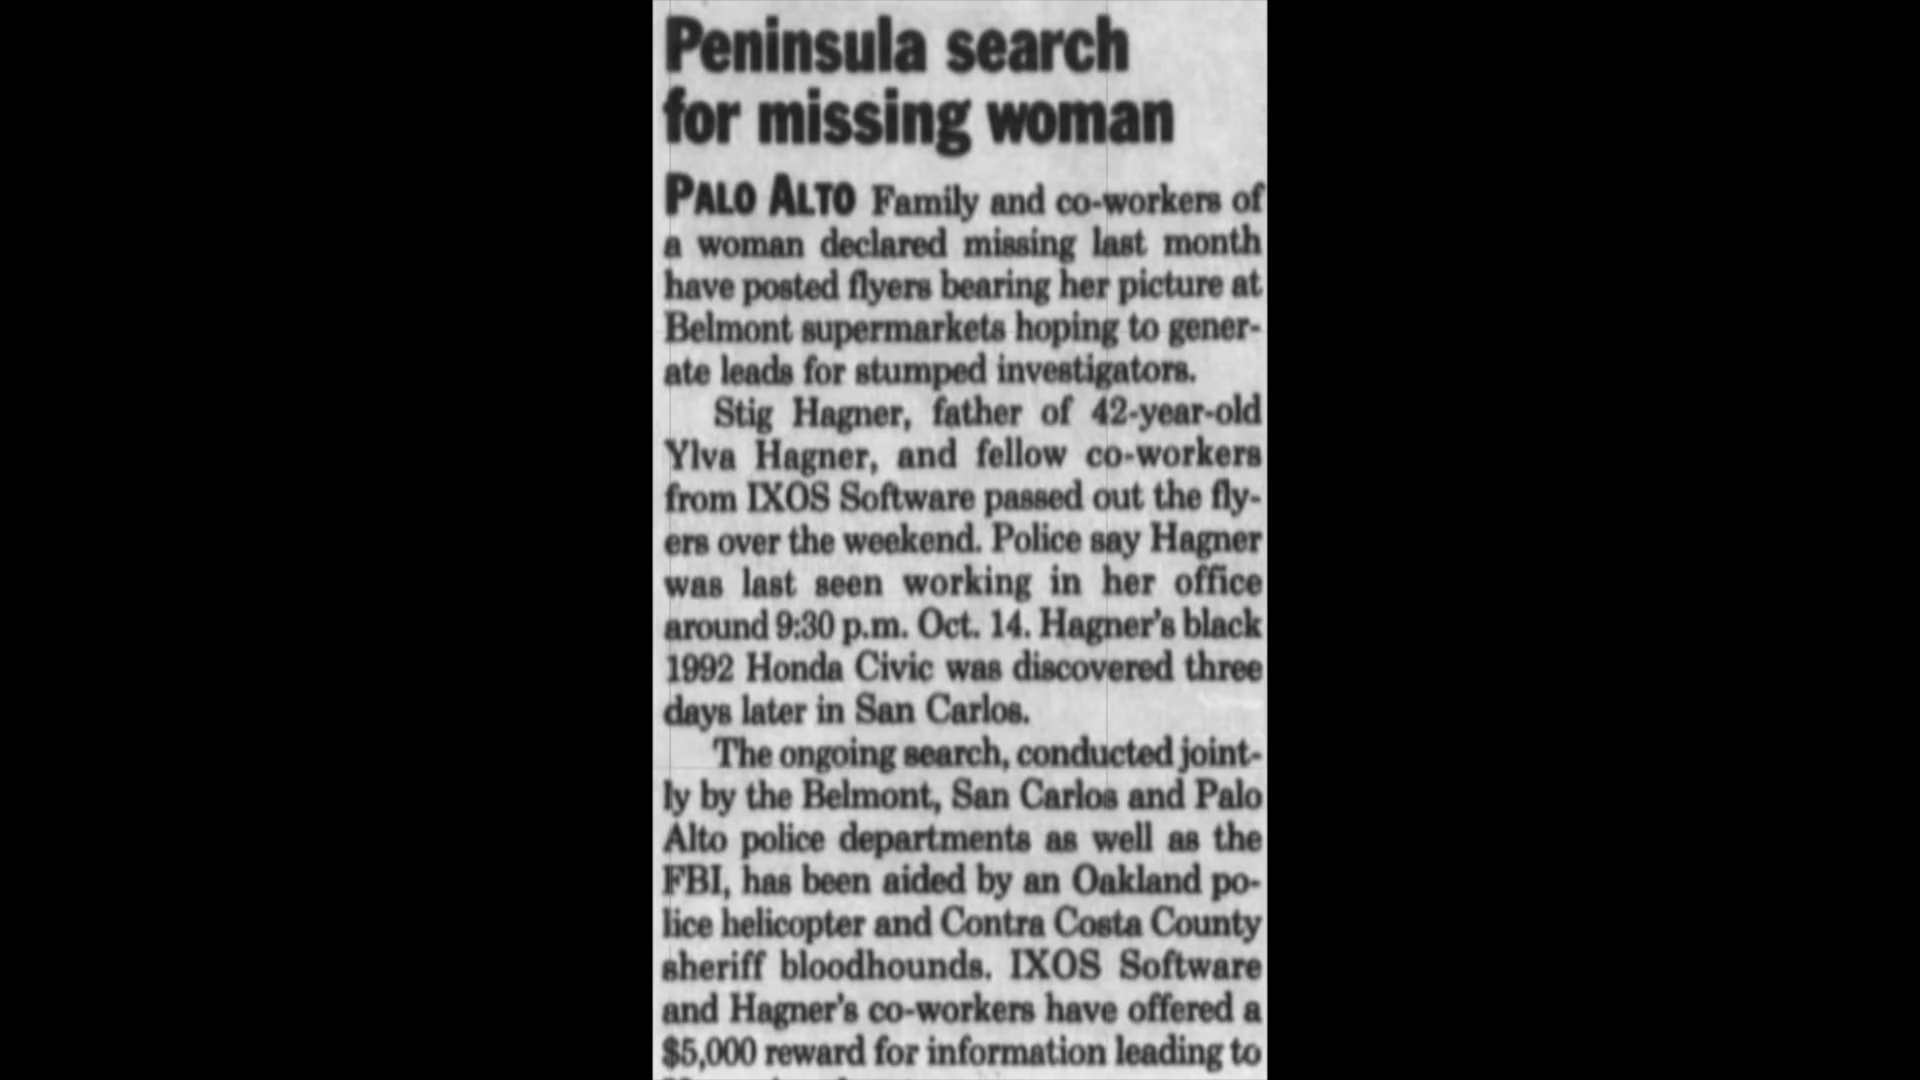 Peninsula search
for missing woman
PALO ALTO Family and co-workers of
a woman declared missing last month
have posted flyers bearing her picture at
Belmont supermarkets hoping to gener-
ate leads for stumped investigators.
Stig Hagner, father of 42-year-old
Ylva Hagner, and fellow co-workers
from IXOS Software passed out the fly-
ers over the weekend. Police say Hagner
was last seen working in her office
around 9:30 p.m. Oct. 14. Hagner's black
1992 Honda Civic was discovered three
days later in San Carlos.
The ongoing search, conducted joint-
ly by the Belmont, San Carlos and Palo
Alto police departments as well as the
FBI, has been aided by an Oakland po-
lice helicopter and Contra Costa County
sheriff bloodhounds. IXOS Software
and Hagner's co-workers have offered a
$5,000 reward for information leading to